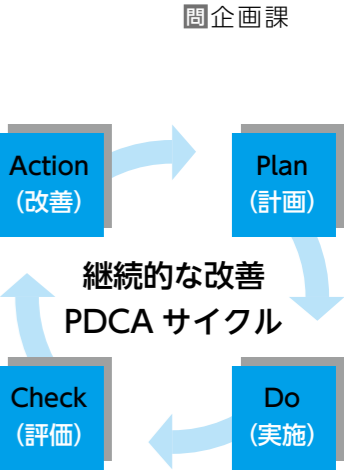 問企画課
Action
（改善）
Plan
（計画）
継続的な改善
PDCA サイクル
Check
（評価）
Do
（実施）